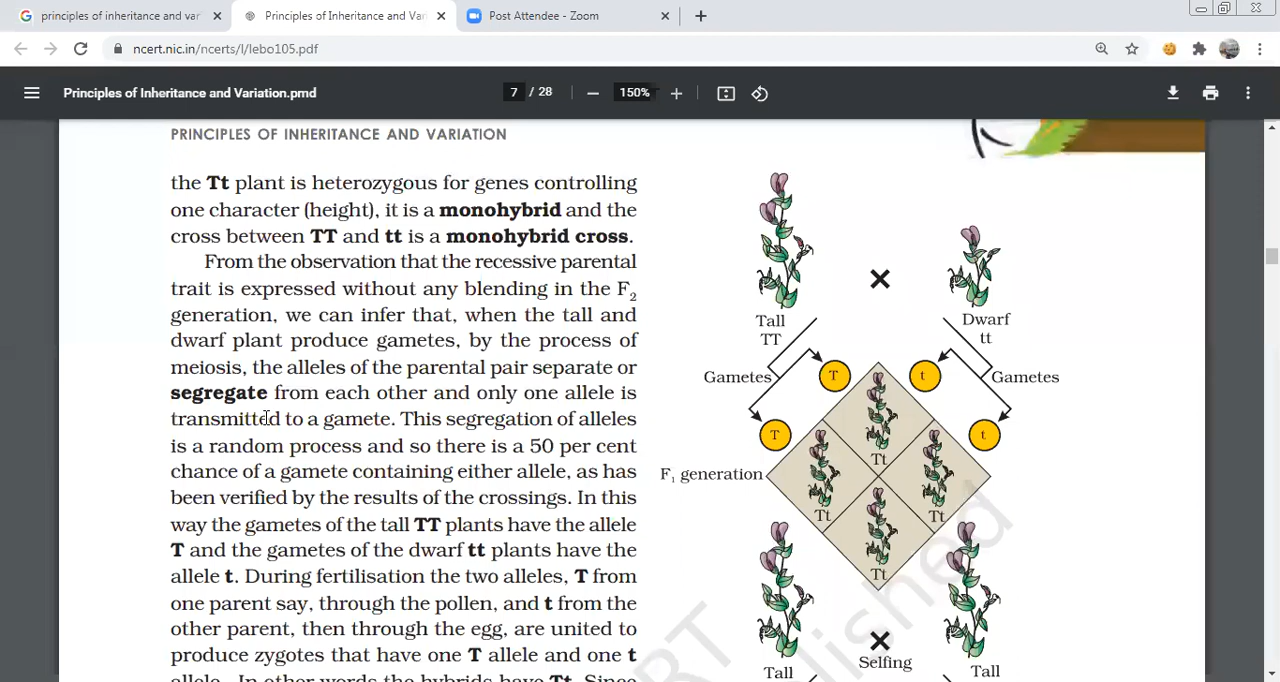 principles of inheritance and var
Principles of Inheritance and Var
Post Attendee - Zoom
ncert.nic.in/ncerts/l/lebo105.pdf
Principles of Inheritance and Variation.pmd
7 / 28
150%
PRINCIPLES OF INHERITANCE AND VARIATION
the Tt plant is heterozygous for genes controlling
one character (height), it is a monohybrid and the
cross between TT and tt is a monohybrid cross.
From the observation that the recessive parental
trait is expressed without any blending in the F₂
generation, we can infer that, when the tall and
dwarf plant produce gametes, by the process of
meiosis, the alleles of the parental pair separate or
segregate from each other and only one allele is
transmitted to a gamete. This segregation of alleles
is a random process and so there is a 50 per cent
chance of a gamete containing either allele, as has
been verified by the results of the crossings. In this
way the gametes of the tall TT plants have the allele
T and the gametes of the dwarf tt plants have the
allele t. During fertilisation the two alleles, T from
one parent say, through the pollen, and t from the
other parent, then through the egg, are united to
produce zygotes that have one T allele and one t
allele. In other words the hybrids have Tt. Since
Tall
TT
Dwarf
tt
Gametes
T
t
Gametes
T
t
Tt
F₁ generation
Tt
Tt
Tt
Selfing
Tall
Tall